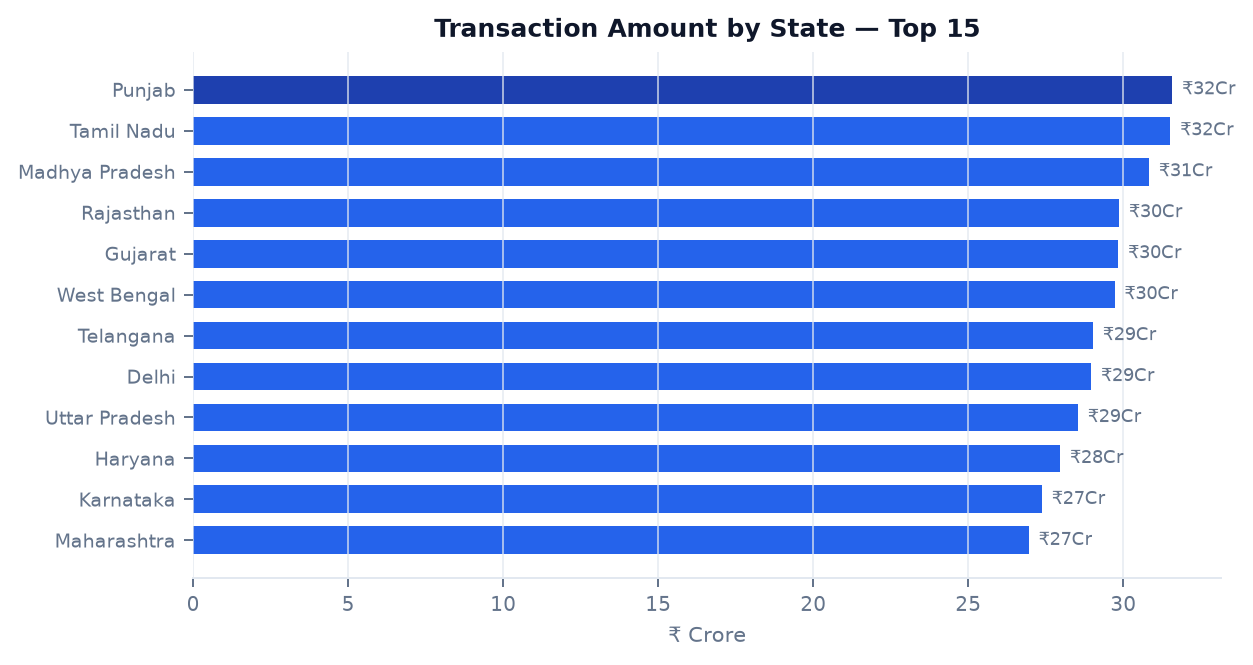 Transaction Amount by State — Top 15
Punjab ₹32Cr
Tamil Nadu ₹32Cr
Madhya Pradesh ₹31Cr
Rajasthan ₹30Cr
Gujarat ₹30Cr
West Bengal ₹30Cr
Telangana ₹29Cr
Delhi ₹29Cr
Uttar Pradesh ₹29Cr
Haryana ₹28Cr
Karnataka ₹27Cr
Maharashtra ₹27Cr
0 5 10 15 20 25 30
₹ Crore